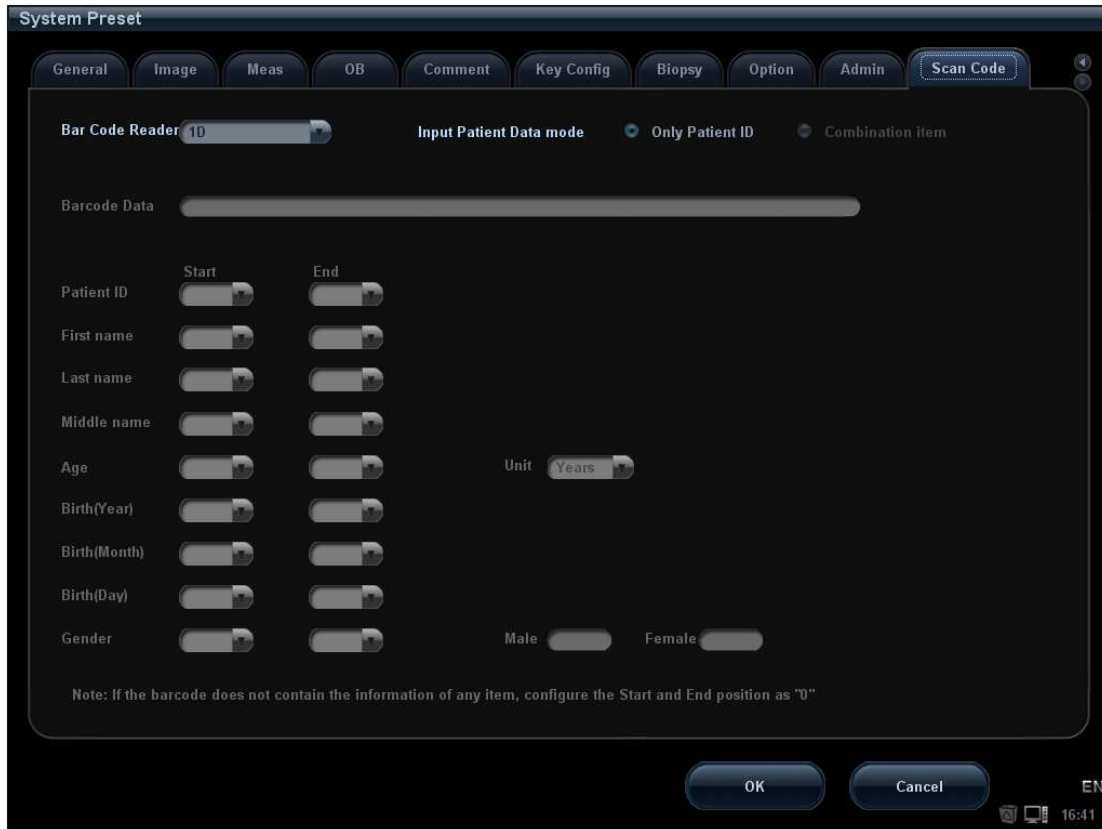 System Preset
General Image Meas OB Comment Key Config Biopsy Option Admin Scan Code
Bar Code Reader 1D Input Patient Data mode Only Patient ID Combination item
Barcode Data
Start End
Patient ID
First name
Last name
Middle name
Age Unit Years
Birth(Year)
Birth(Month)
Birth(Day)
Gender Male Female
Note: If the barcode does not contain the information of any item, configure the Start and End position as "0"
OK Cancel EN
16:41